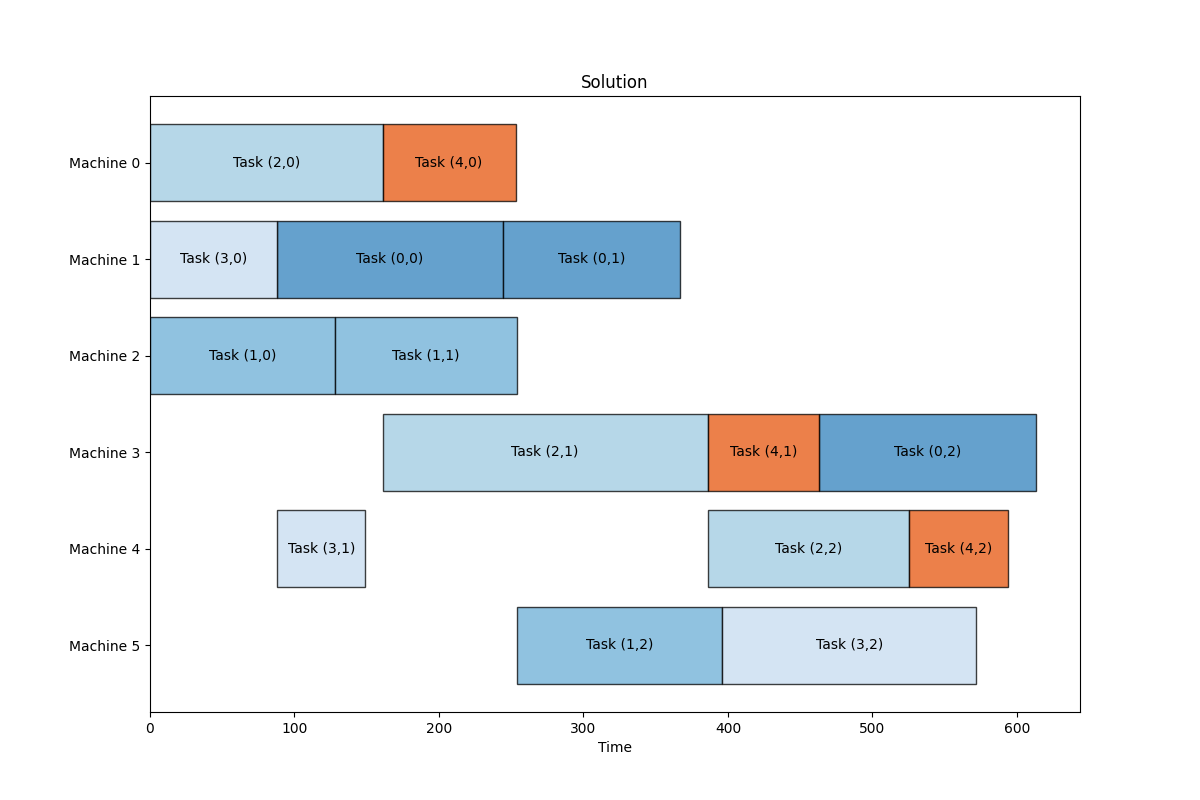 Solution
Machine 0
Task (2,0)
Task (4,0)
Machine 1
Task (3,0)
Task (0,0)
Task (0,1)
Machine 2
Task (1,0)
Task (1,1)
Machine 3
Task (2,1)
Task (4,1)
Task (0,2)
Machine 4
Task (3,1)
Task (2,2)
Task (4,2)
Machine 5
Task (1,2)
Task (3,2)
0 100 200 300 400 500 600
Time